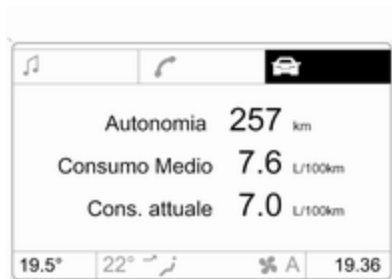 Autonomia 257 km
Consumo Medio 7.6 L/100km
Cons. attuale 7.0 L/100km
19.5° 22° A 19.36